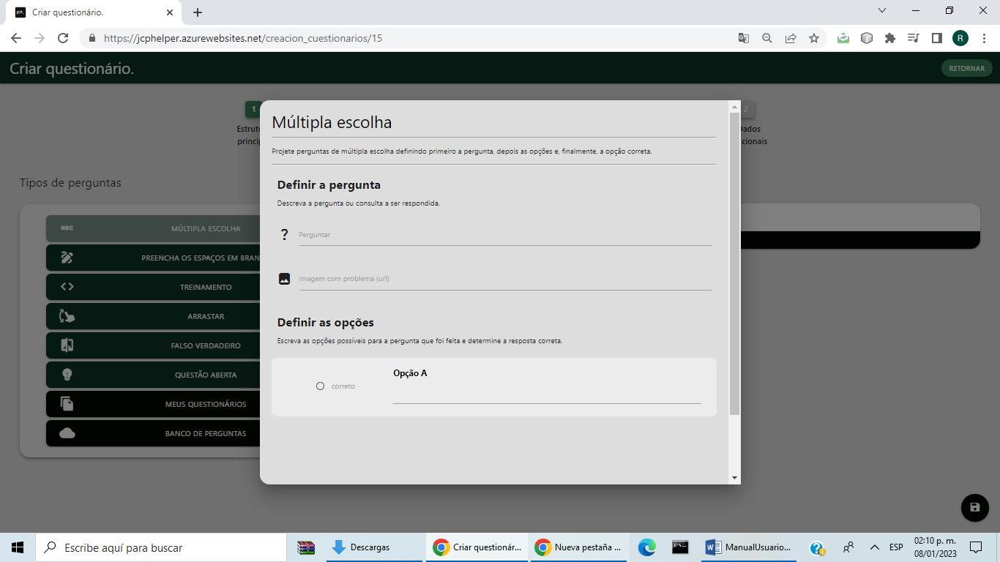 Criar questionário.
https://jcphelper.azurewebsites.net/creacion_cuestionarios/15
R
Criar questionário.
RETORNAR
1
2
Múltipla escolha
Projete perguntas de múltipla escolha definindo primeiro a pergunta, depois as opções e, finalmente, a opção correta.
Definir a pergunta
Descreva a pergunta ou consulta a ser respondida.
? Perguntar
Imagem com problema (url)
Definir as opções
Escreva as opções possíveis para a pergunta que foi feita e determine a resposta correta.
Opção A
correto
Tipos de perguntas
ABC MÚLTIPLA ESCOLHA
PREENCHA OS ESPAÇOS EM BRAN
TREINAMENTO
ARRASTAR
FALSO VERDADEIRO
QUESTÃO ABERTA
MEUS QUESTIONÁRIOS
BANCO DE PERGUNTAS
Escribe aquí para buscar
Descargas
Criar questionár...
Nueva pestaña ...
ManualUsuario...
ESP
02:10 p. m.
08/01/2023